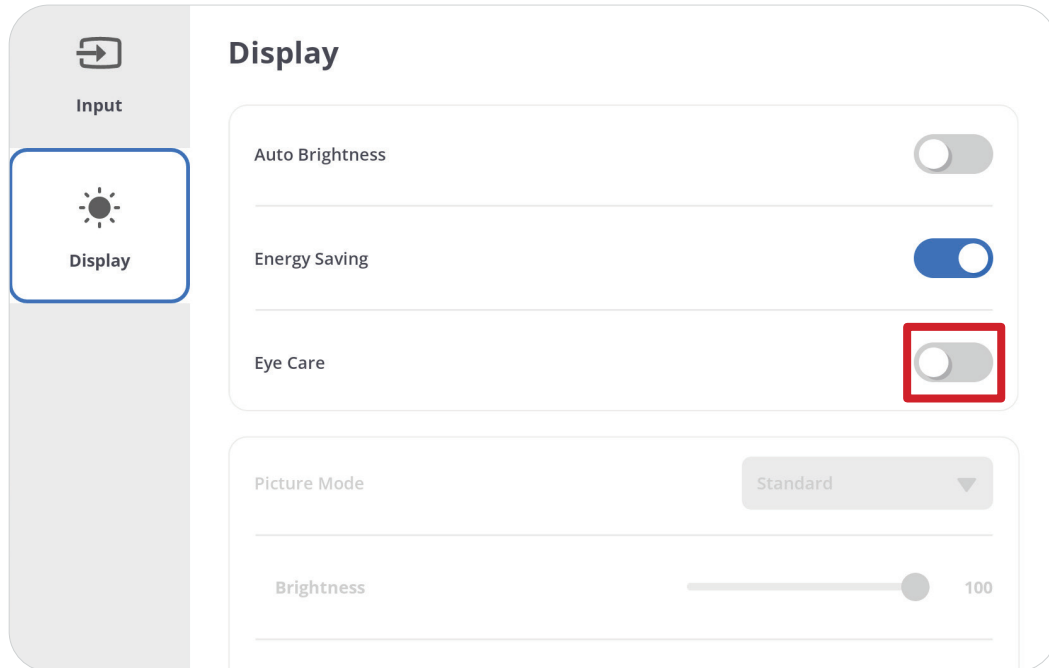 Input
Display
Display
Auto Brightness
Energy Saving
Eye Care
Picture Mode
Standard
Brightness
100